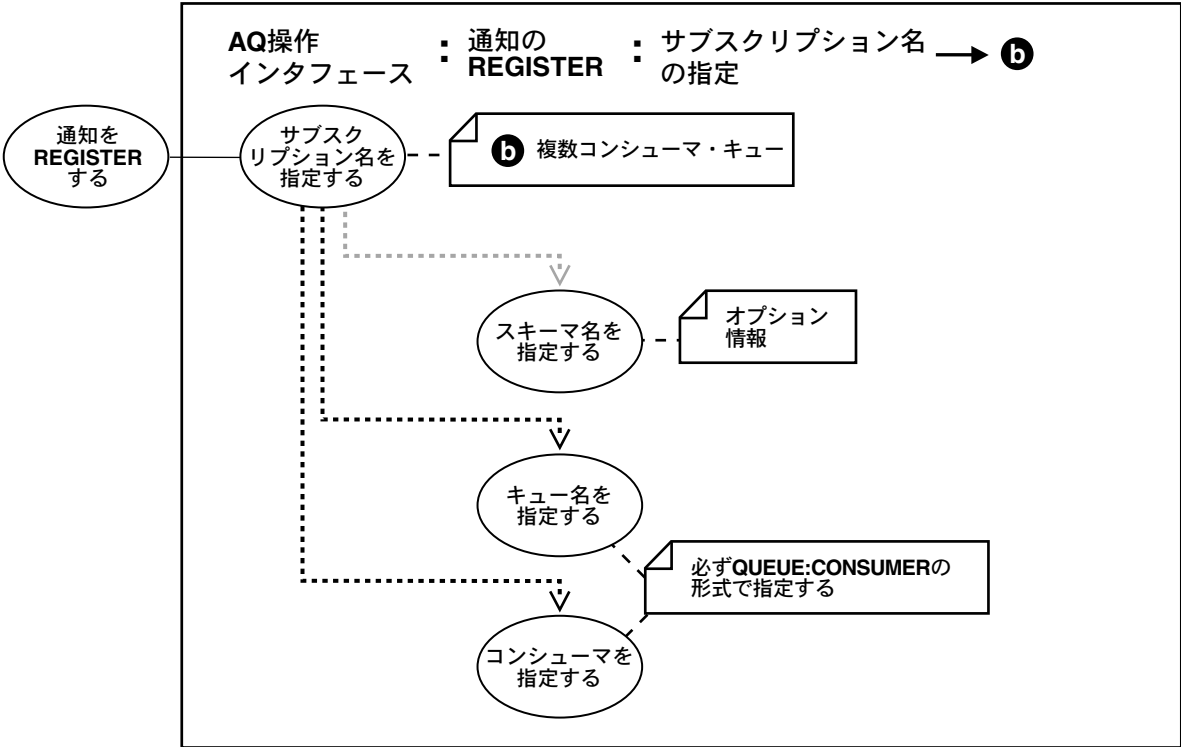 AQ操作
インタフェース
:
通知の
REGISTER
:
サブスクリプション名
の指定
b
通知を
REGISTER
する
サブスク
リプション名を
指定する
b 複数コンシューマ・キュー
スキーマ名を
指定する
オプション
情報
キュー名を
指定する
必ずQUEUE:CONSUMERの
形式で指定する
コンシューマを
指定する